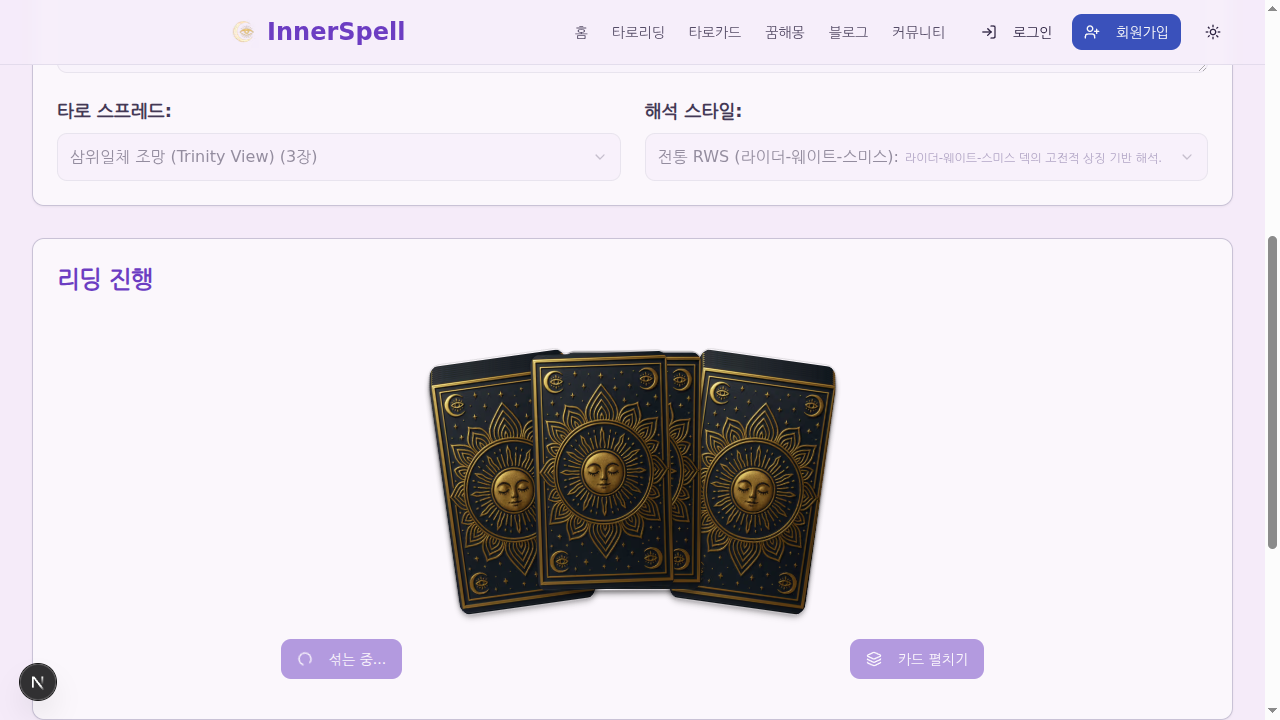 InnerSpell
홈
타로리딩
타로카드
꿈해몽
블로그
커뮤니티
로그인
회원가입
타로 스프레드:
해석 스타일:
삼위일체 조망 (Trinity View) (3장)
전통 RWS (라이더-웨이트-스미스): 라이더-웨이트-스미스 덱의 고전적 상징 기반 해석.
리딩 진행
섞는 중...
카드 펼치기
N